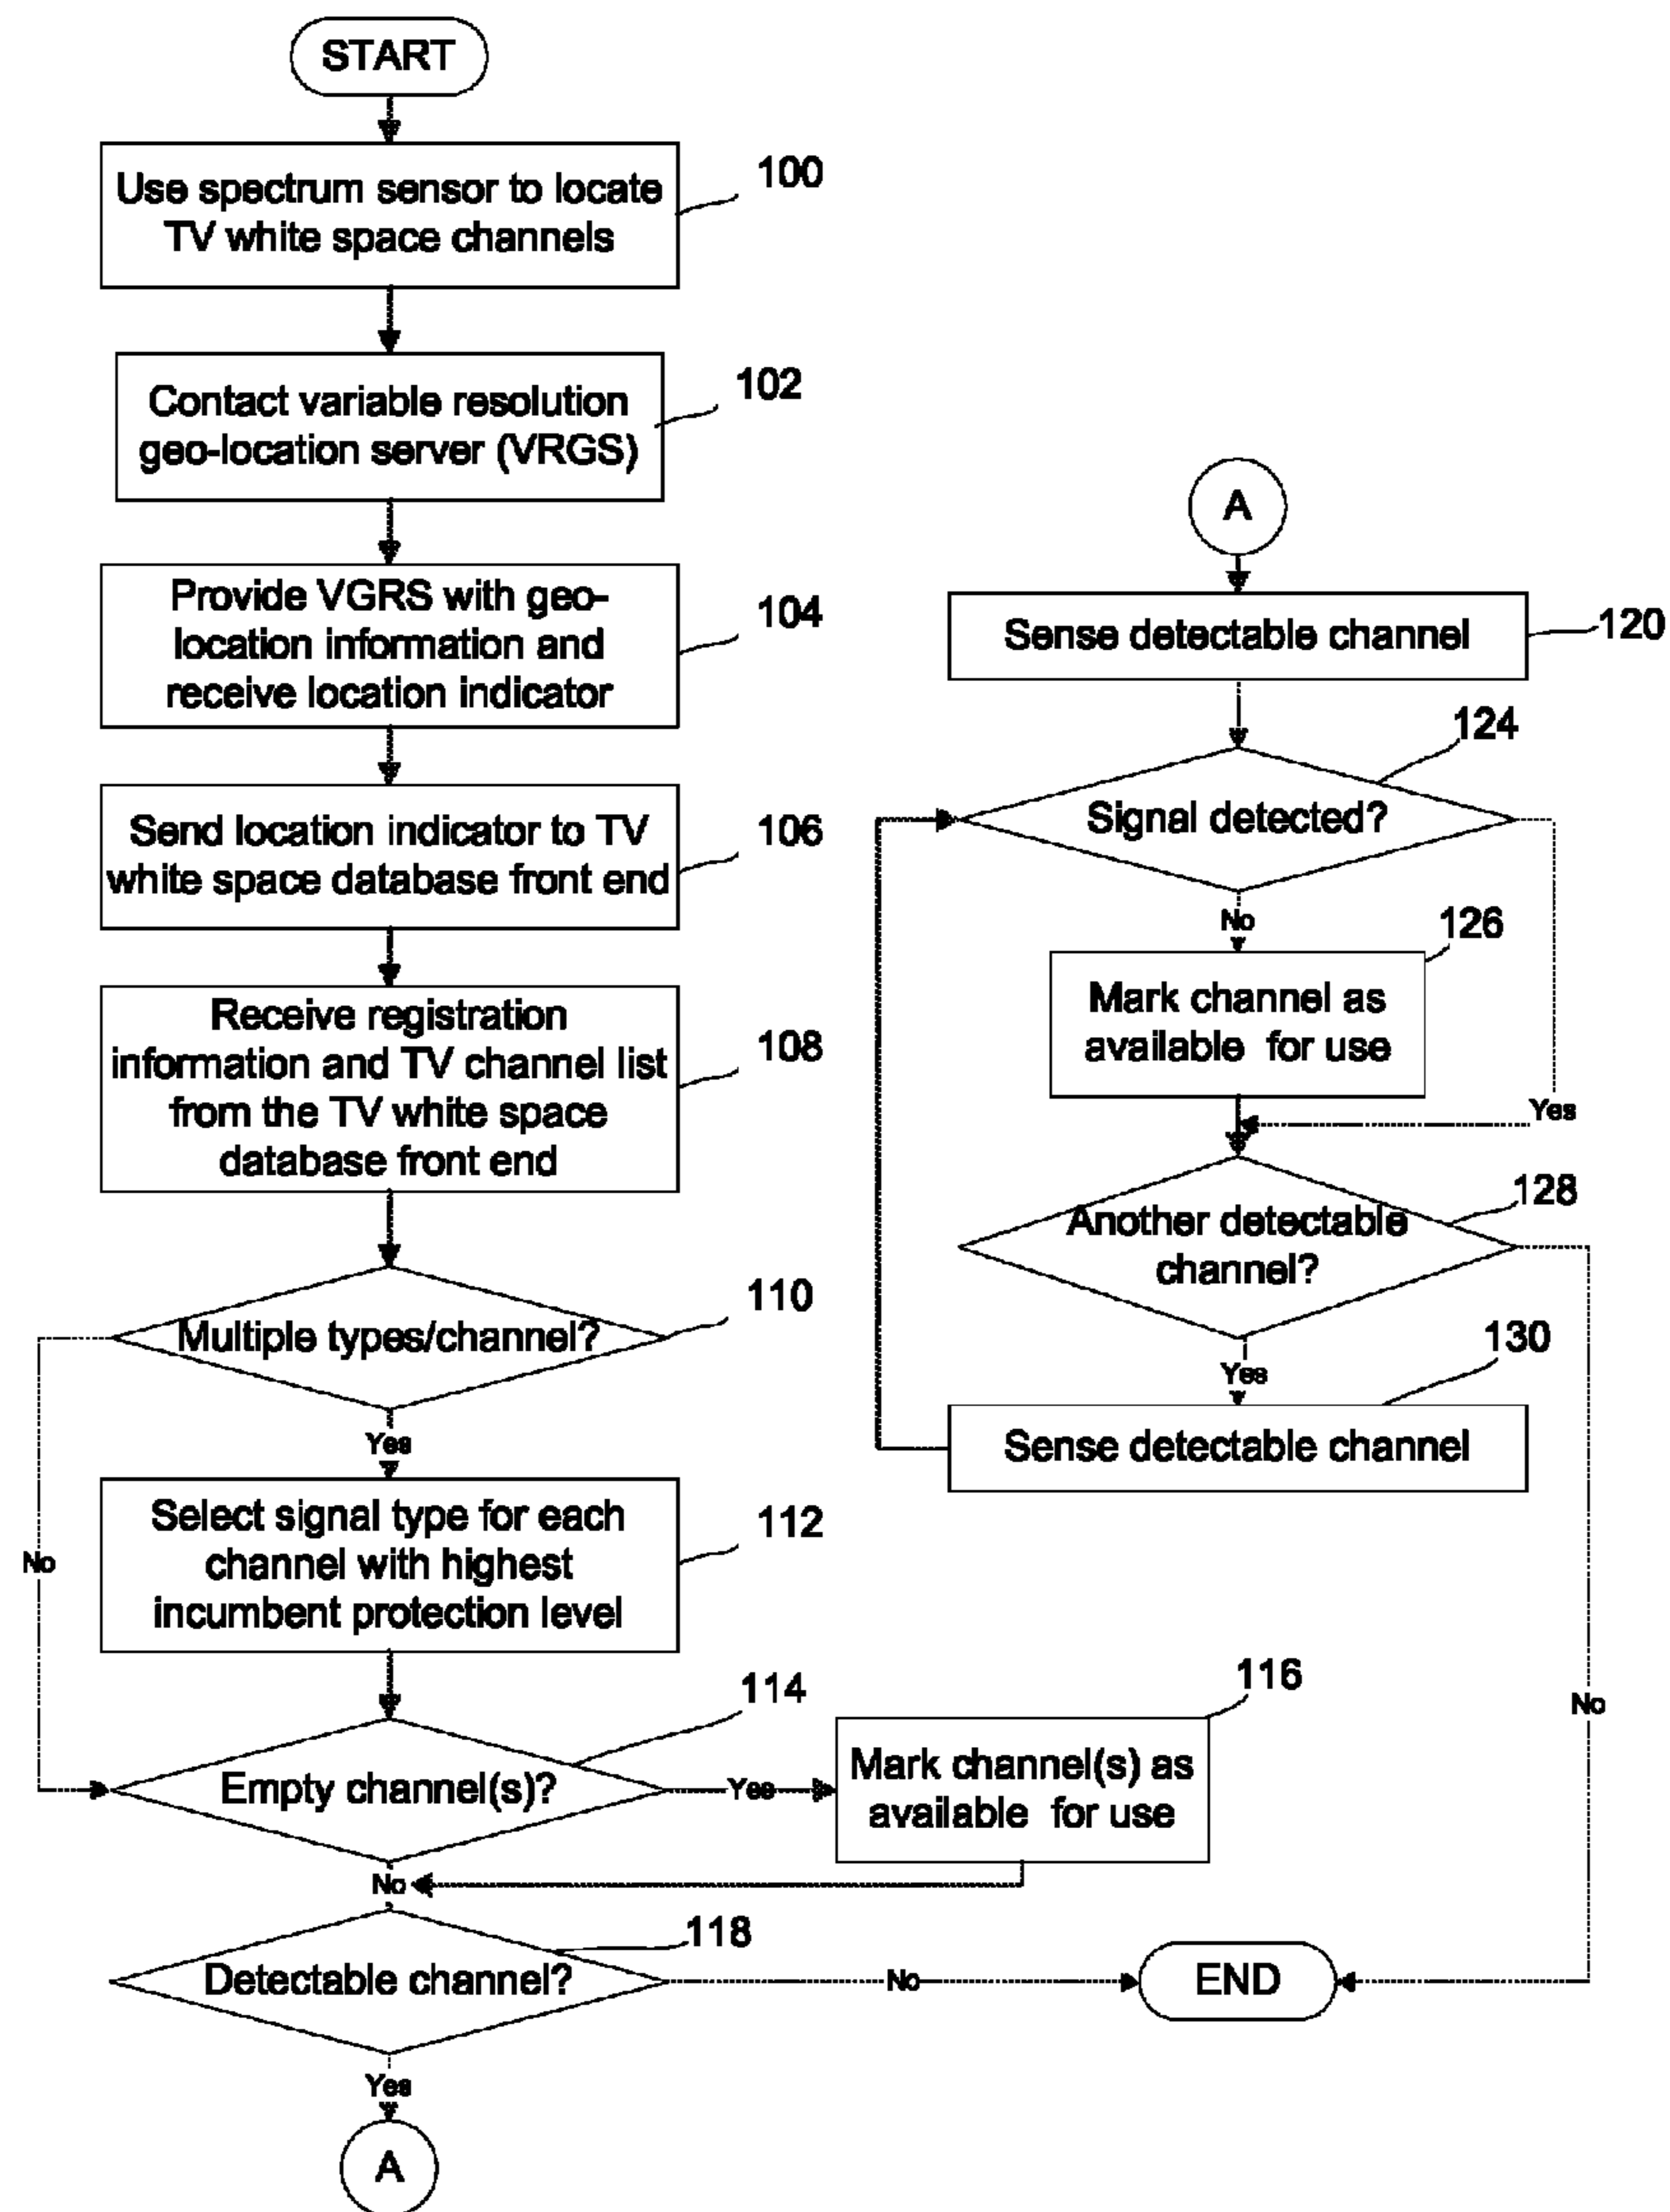 START
Use spectrum sensor to locate
TV white space channels
100
Contact variable resolution
geo-location server (VRGS)
102
Provide VGRS with geo-
location information and
receive location indicator
104
Send location indicator to TV
white space database front end
106
Receive registration
information and TV channel list
from the TV white space
database front end
108
Multiple types/channel?
110
No
Yes
Select signal type for each
channel with highest
incumbent protection level
112
Empty channel(s)?
114
Yes
Mark channel(s) as
available for use
116
No
Detectable channel?
118
No
END
Yes
A
A
Sense detectable channel
120
Signal detected?
124
No
Mark channel as
available for use
126
Yes
Another detectable
channel?
128
Yes
Sense detectable channel
130
No